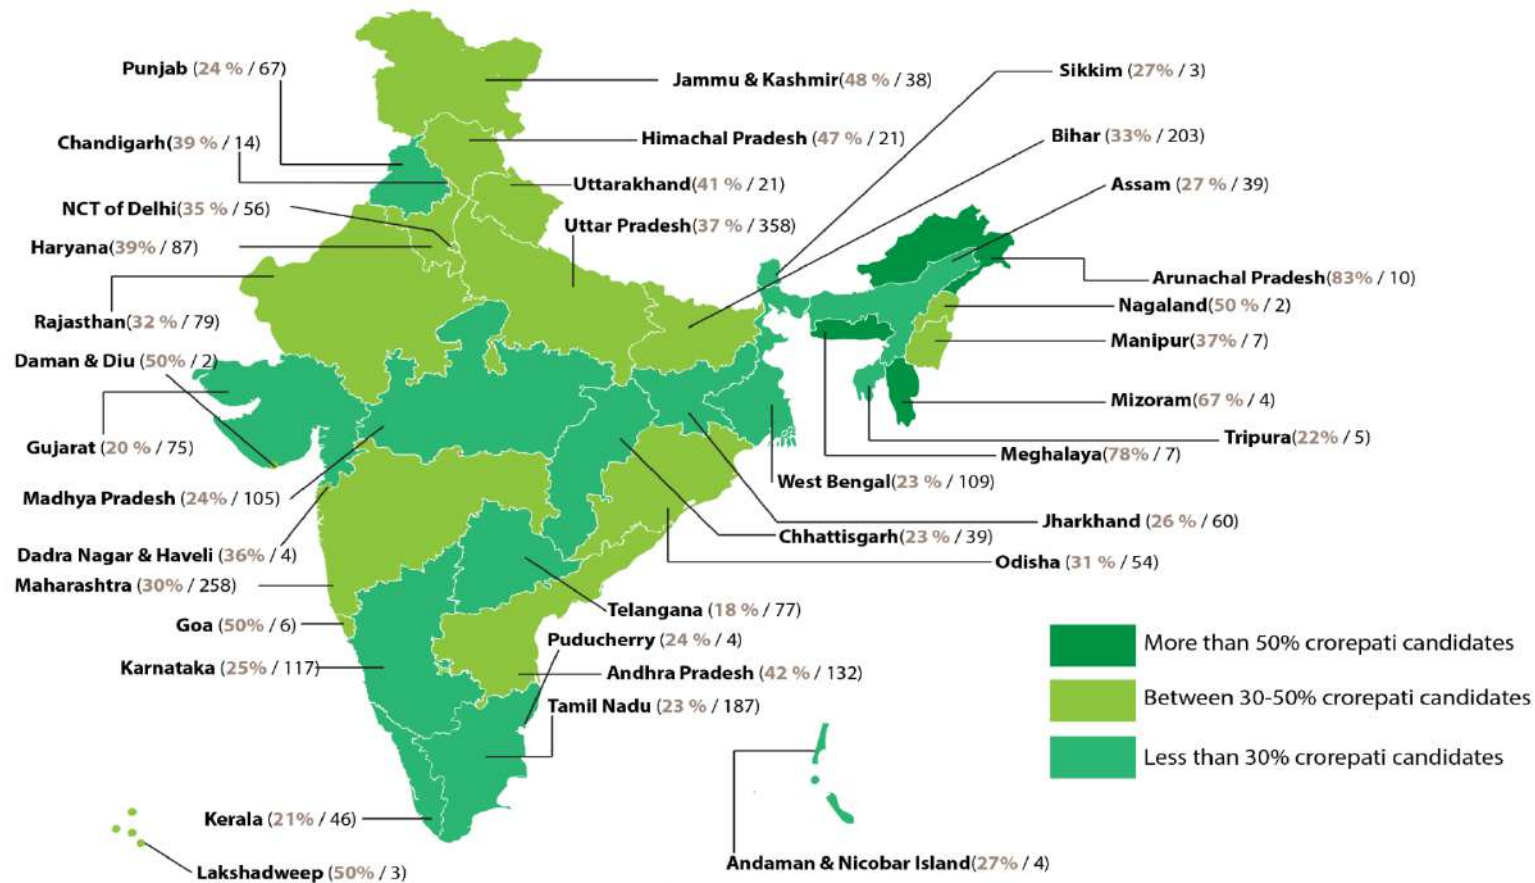 Punjab (24 % / 67)
Jammu & Kashmir(48 % / 38)
Sikkim (27% / 3)
Chandigarh(39 % / 14)
Himachal Pradesh (47 % / 21)
Bihar (33% / 203)
NCT of Delhi(35 % / 56)
Uttarakhand(41 % / 21)
Assam (27 % / 39)
Haryana(39% / 87)
Uttar Pradesh(37 % / 358)
Arunachal Pradesh(83% / 10)
Nagaland(50 % / 2)
Rajasthan(32 % / 79)
Manipur(37% / 7)
Daman & Diu (50% / 2)
Mizoram(67 % / 4)
Gujarat (20 % / 75)
Tripura(22% / 5)
Meghalaya(78% / 7)
Madhya Pradesh (24% / 105)
West Bengal(23 % / 109)
Jharkhand (26 % / 60)
Chhattisgarh(23 % / 39)
Dadra Nagar & Haveli (36% / 4)
Odisha (31 % / 54)
Maharashtra (30% / 258)
Telangana (18 % / 77)
Goa (50% / 6)
Puducherry (24 % / 4)
Karnataka (25% / 117)
Andhra Pradesh (42 % / 132)
Tamil Nadu (23 % / 187)
More than 50% crorepati candidates
Between 30-50% crorepati candidates
Less than 30% crorepati candidates
Kerala (21% / 46)
Lakshadweep (50% / 3)
Andaman & Nicobar Island(27% / 4)